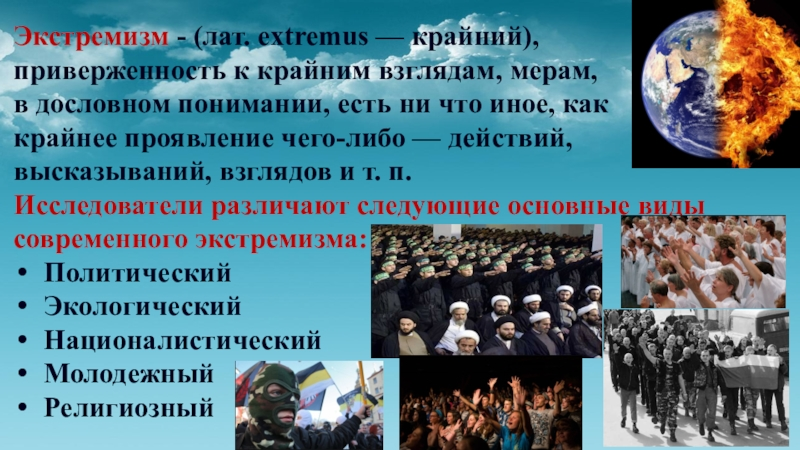 Экстремизм - (лат. extremus — крайний),
приверженность к крайним взглядам, мерам,
в дословном понимании, есть ни что иное, как
крайнее проявление чего-либо — действий,
высказываний, взглядов и т. п.
Исследователи различают следующие основные виды
современного экстремизма:
• Политический
• Экологический
• Националистический
• Молодежный
• Религиозный